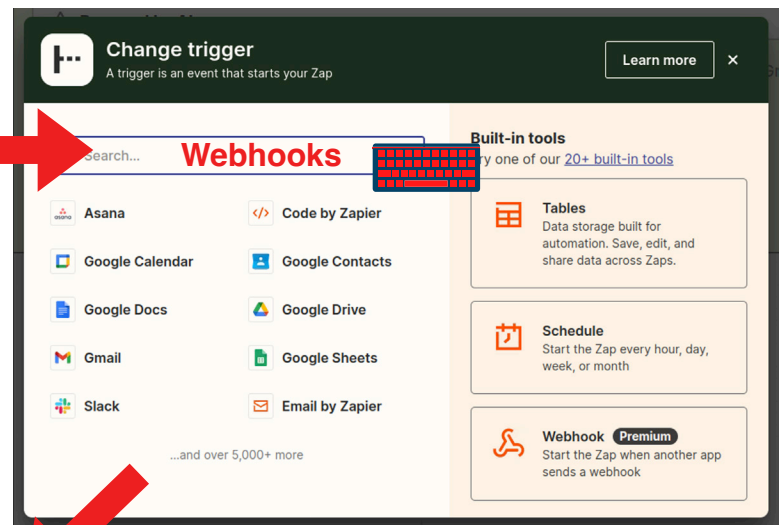 Change trigger
A trigger is an event that starts your Zap
Learn more
Search...
Webhooks
asana
Asana
Code by Zapier
Google Calendar
Google Contacts
Google Docs
Google Drive
Gmail
Google Sheets
Slack
Email by Zapier
...and over 5,000+ more
Built-in tools
ry one of our 20+ built-in tools
Tables
Data storage built for
automation. Save, edit, and
share data across Zaps.
Schedule
Start the Zap every hour, day,
week, or month
Webhook Premium
Start the Zap when another app
sends a webhook